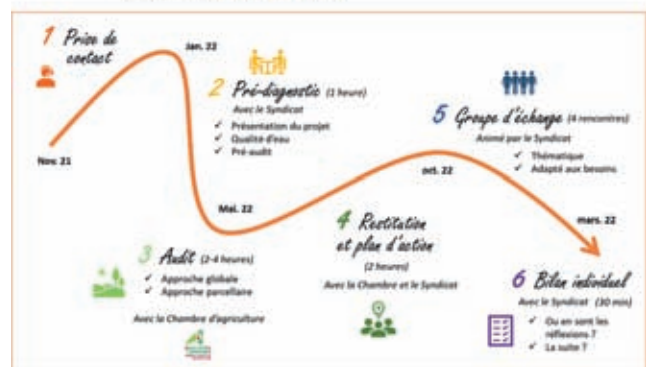 1 Prise de
contact
Nov. 21
Jan. 22
2 Pré-diagnostic (1 heure)
Avec le Syndicat
✓ Présentation du projet
✓ Qualité d'eau
✓ Pré-audit
Mai. 22
3 Audit (2-4 heures)
✓ Approche globale
✓ Approche parcellaire
Avec la Chambre d'agriculture
4 Restitution
et plan d'action
(2 heures)
Avec la Chambre et le Syndicat
5 Groupe d'échange (4 rencontres)
Animé par le Syndicat
✓ Thématique
✓ Adapté aux besoins
oct. 22
mars. 22
6 Bilan individuel
Avec le Syndicat (30 min)
✓ Ou en sont les
réflexions ?
✓ La suite ?